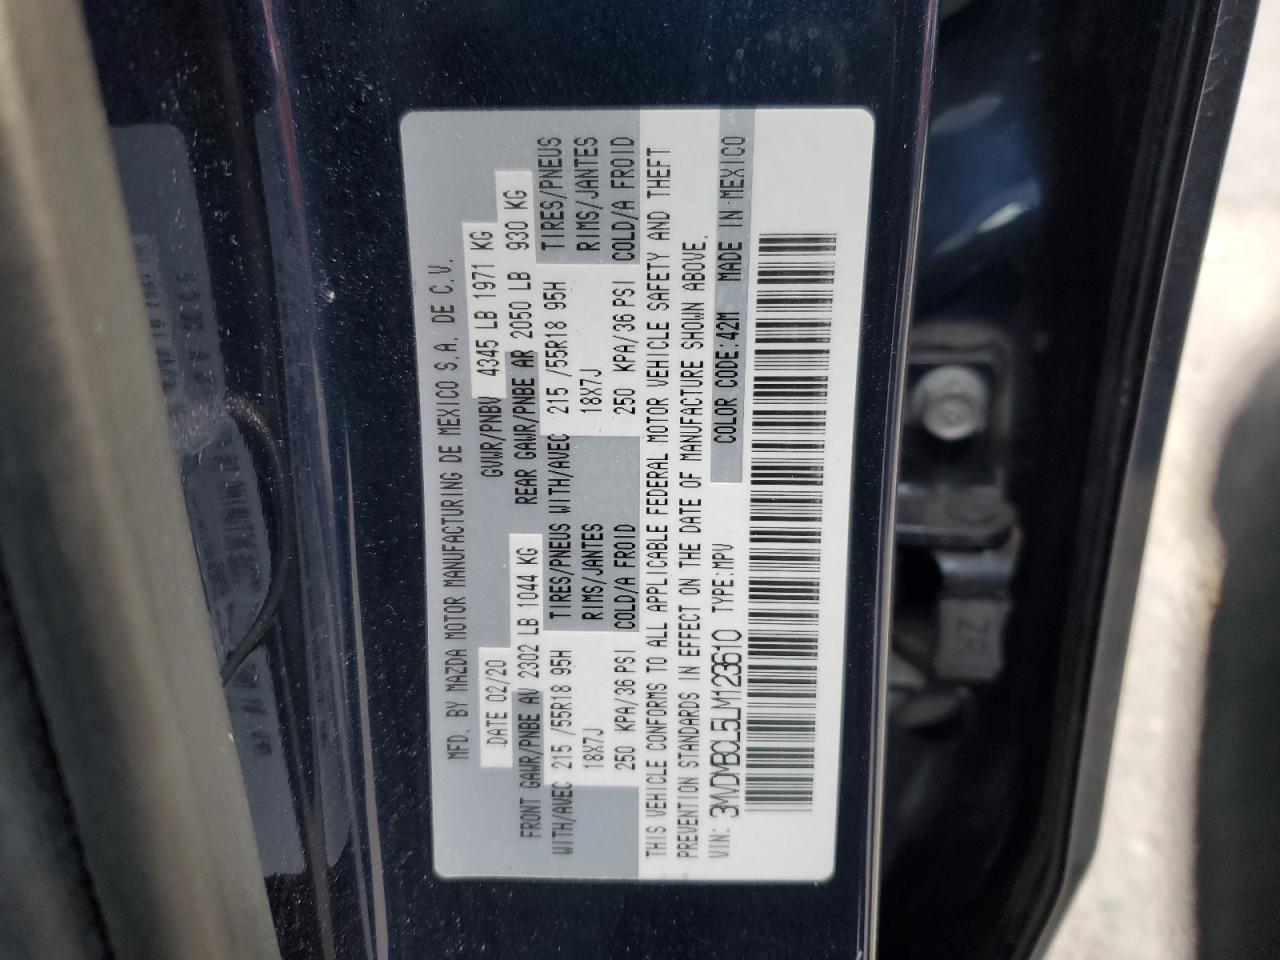 MFD. BY MAZDA MOTOR MANUFACTURING DE MEXICO S.A. DE C.V.
DATE 02/20 GVWR/PNBV 4345 LB 1971 KG
FRONT GAWR/PNBE AV 2302 LB 1044 KG REAR GAWR/PNBE AR 2050 LB 930 KG
WITH/AVEC 215 /55R18 95H TIRES/PNEUS WITH/AVEC 215 /55R18 95H TIRES/PNEUS
18X7J RIMS/JANTES 18X7J RIMS/JANTES
250 KPA/36 PSI COLD/A FROID 250 KPA/36 PSI COLD/A FROID
THIS VEHICLE CONFORMS TO ALL APPLICABLE FEDERAL MOTOR VEHICLE SAFETY AND THEFT
PREVENTION STANDARDS IN EFFECT ON THE DATE OF MANUFACTURE SHOWN ABOVE.
VIN: 3MVDMBCL5LM123610 TYPE:MPV COLOR CODE:42M MADE IN MEXICO
ZR